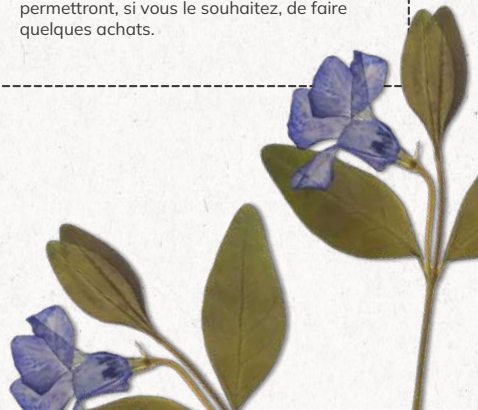 permettront, si vous le souhaitez, de faire
quelques achats.